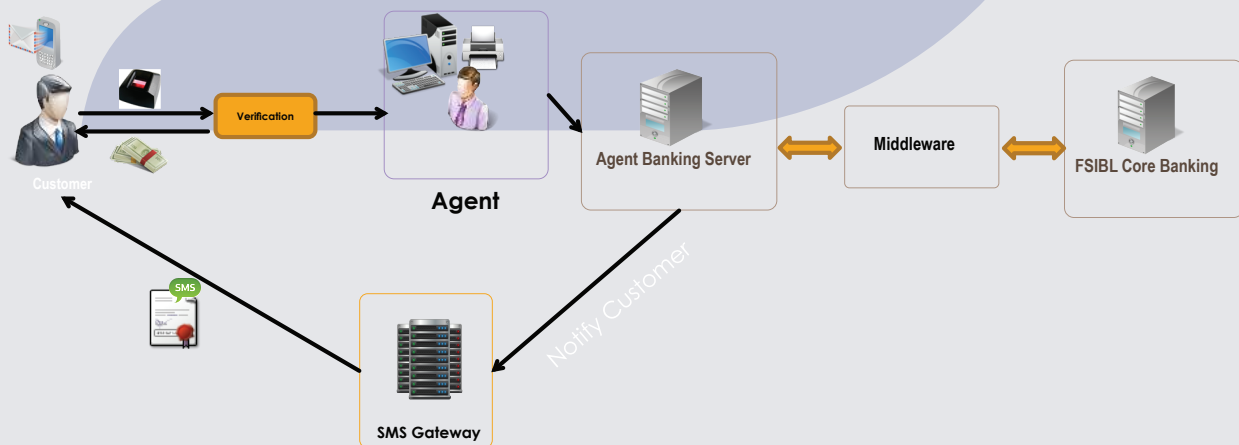 Verification
Customer
Agent
Agent Banking Server
Middleware
FSIBL Core Banking
Notify Customer
SMS
SMS Gateway